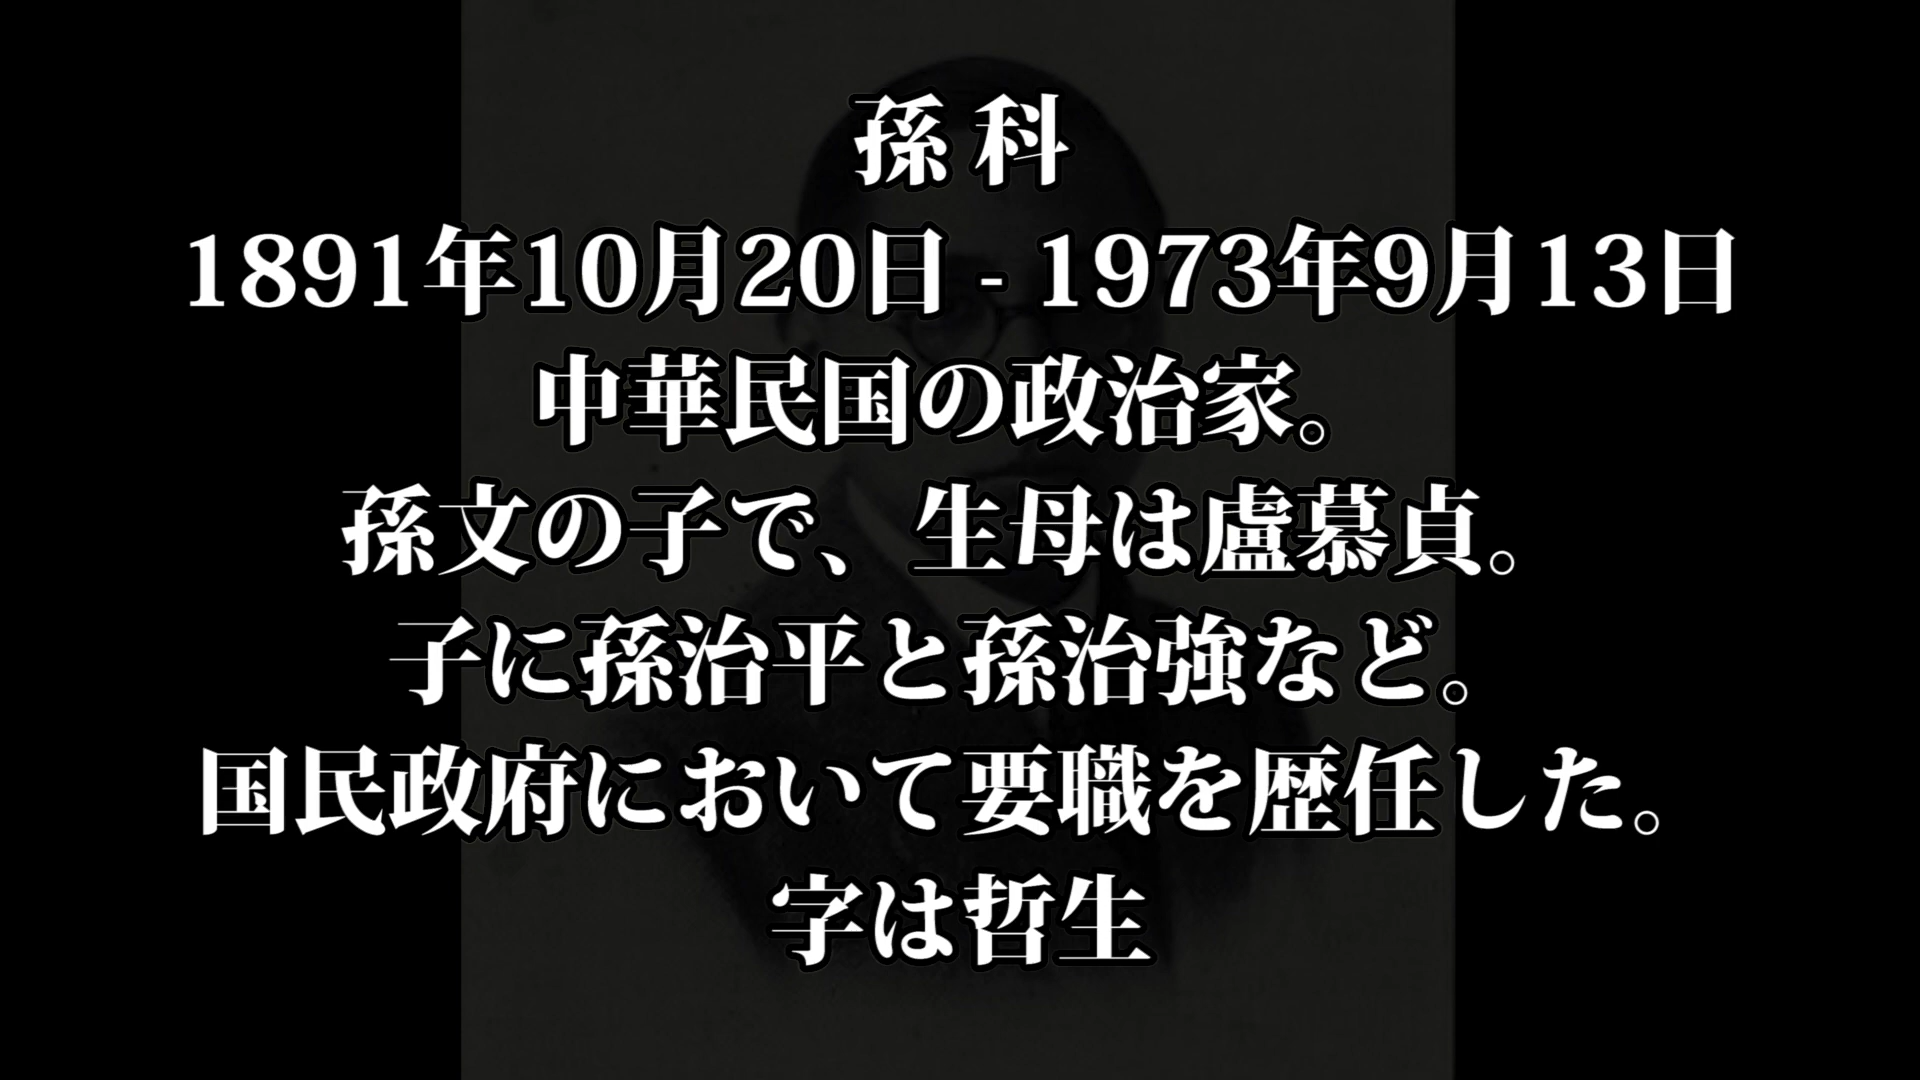 孫 科
1891年10月20日 - 1973年9月13日
中華民国の政治家。
孫文の子で、生母は盧慕貞。
子に孫治平と孫治強など。
国民政府において要職を歴任した。
字は哲生